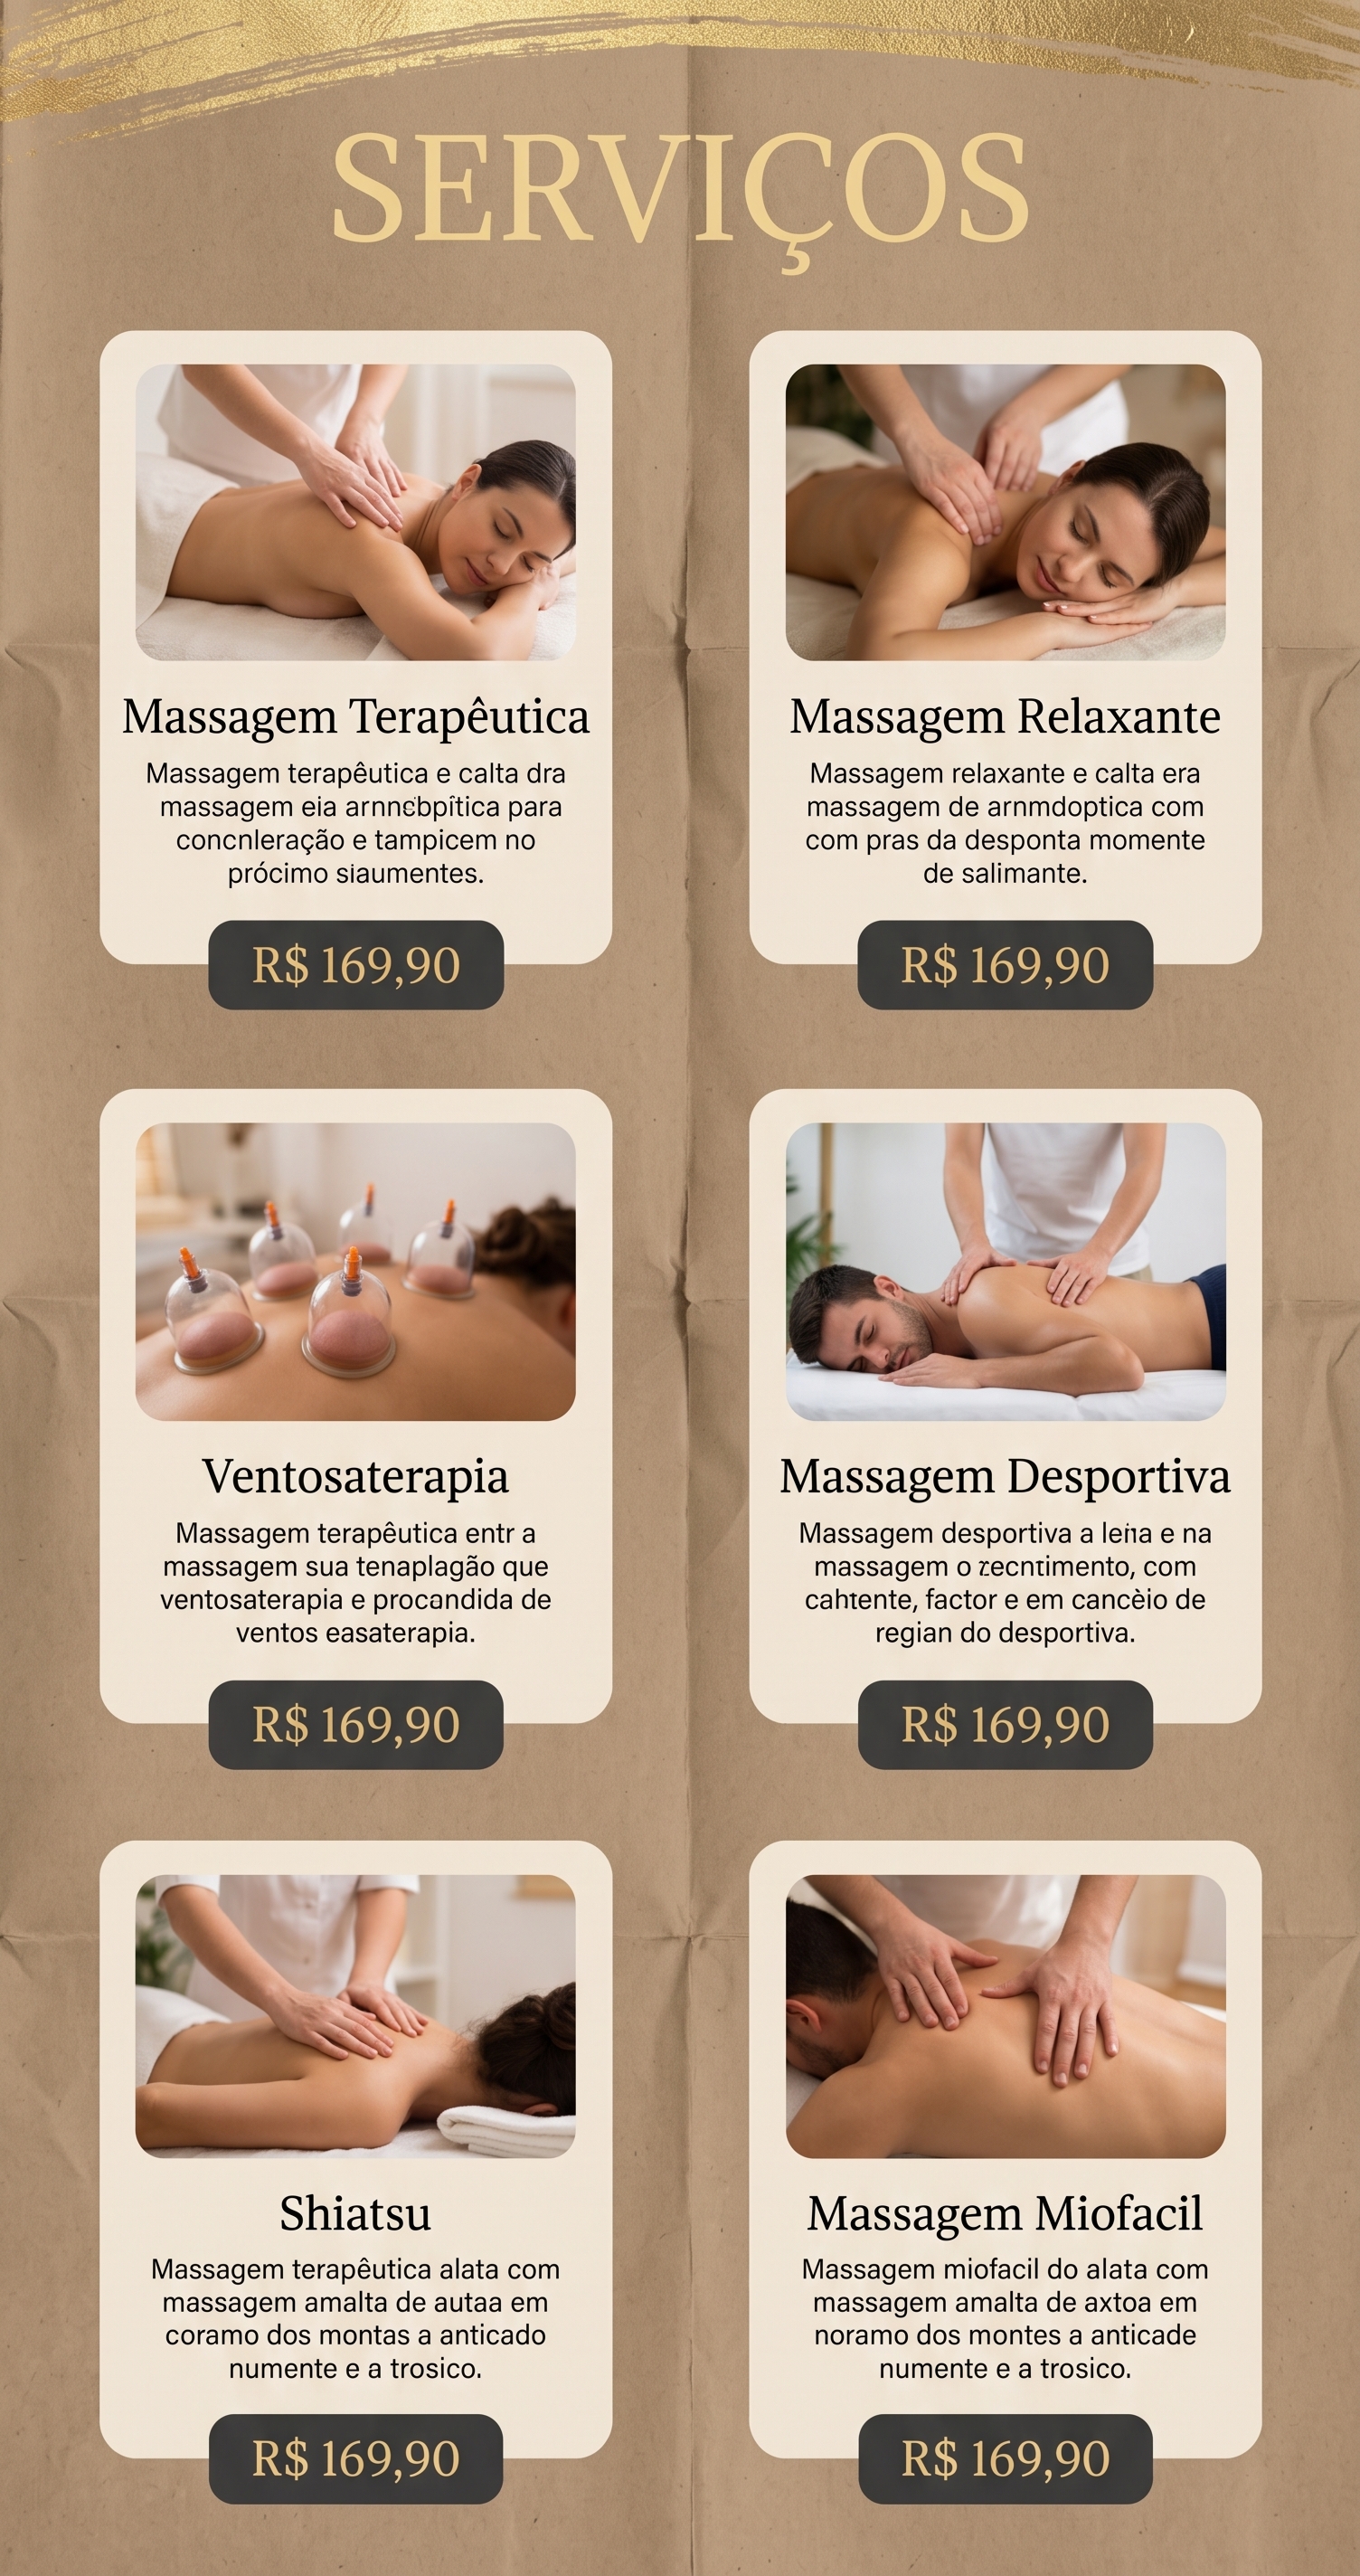 SERVIÇOS
Massagem Terapêutica
Massagem terapêutica e calta dra
massagem eia para
concnleração e tampicem no
prócimo siaumentes.
R$ 169,90
Massagem Relaxante
Massagem relaxante e calta era
massagem de arnmdoptica com
com pras da desponta momente
de salimante.
R$ 169,90
Ventosaterapia
Massagem terapêutica entr a
massagem sua tenaplagão que
ventosaterapia e procandida de
ventos easaterapia.
R$ 169,90
Massagem Desportiva
Massagem desportiva a e na
massagem o com
cahtente, factor e em cancèio de
regian do desportiva.
R$ 169,90
Shiatsu
Massagem terapêutica alata com
massagem amalta de autaa em
coramo dos montas a anticado
numente e a trosico.
R$ 169,90
Massagem Miofacil
Massagem miofacil do alata com
massagem amalta de axtoa em
noramo dos montes a anticade
numente e a trosico.
R$ 169,90